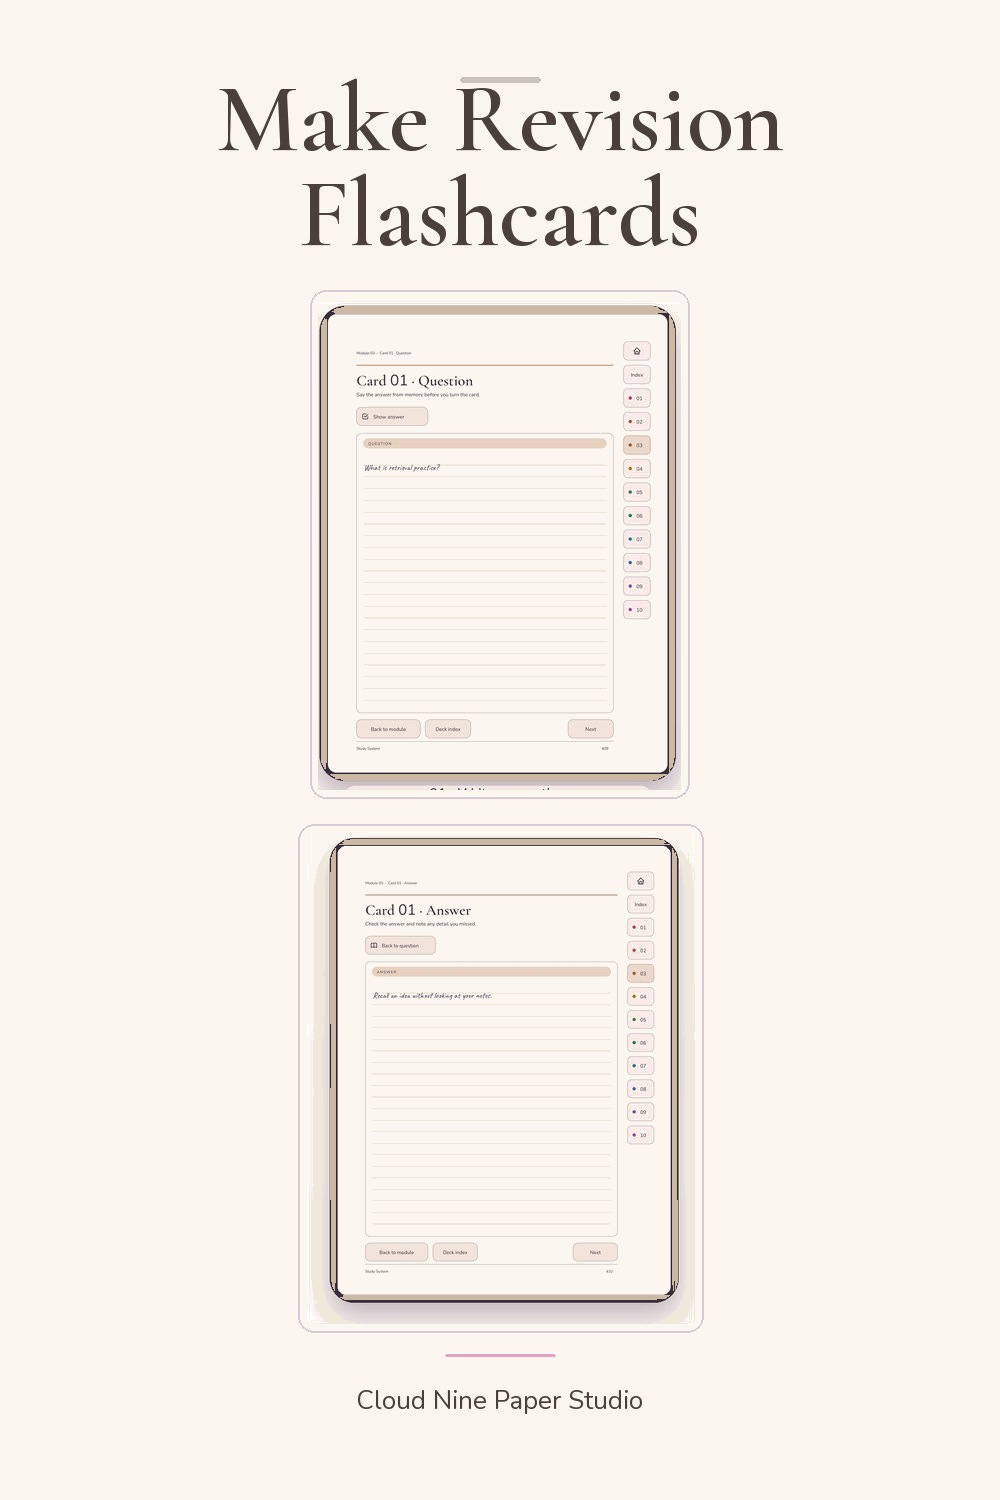 Make Revision
Flashcards
Module 03 · Card 01 · Question
Card 01 · Question
Say the answer from memory before you turn the card.
Show answer
QUESTION
What is retrieval practice?
Index
01
02
03
04
05
06
07
08
09
10
Back to module
Deck index
Next
Study System
409
Module 03 · Card 01 · Answer
Card 01 · Answer
Check the answer and note any detail you missed.
Back to question
ANSWER
Recall an idea without looking at your notes.
Index
01
02
03
04
05
06
07
08
09
10
Back to module
Deck index
Next
Study System
410
Cloud Nine Paper Studio